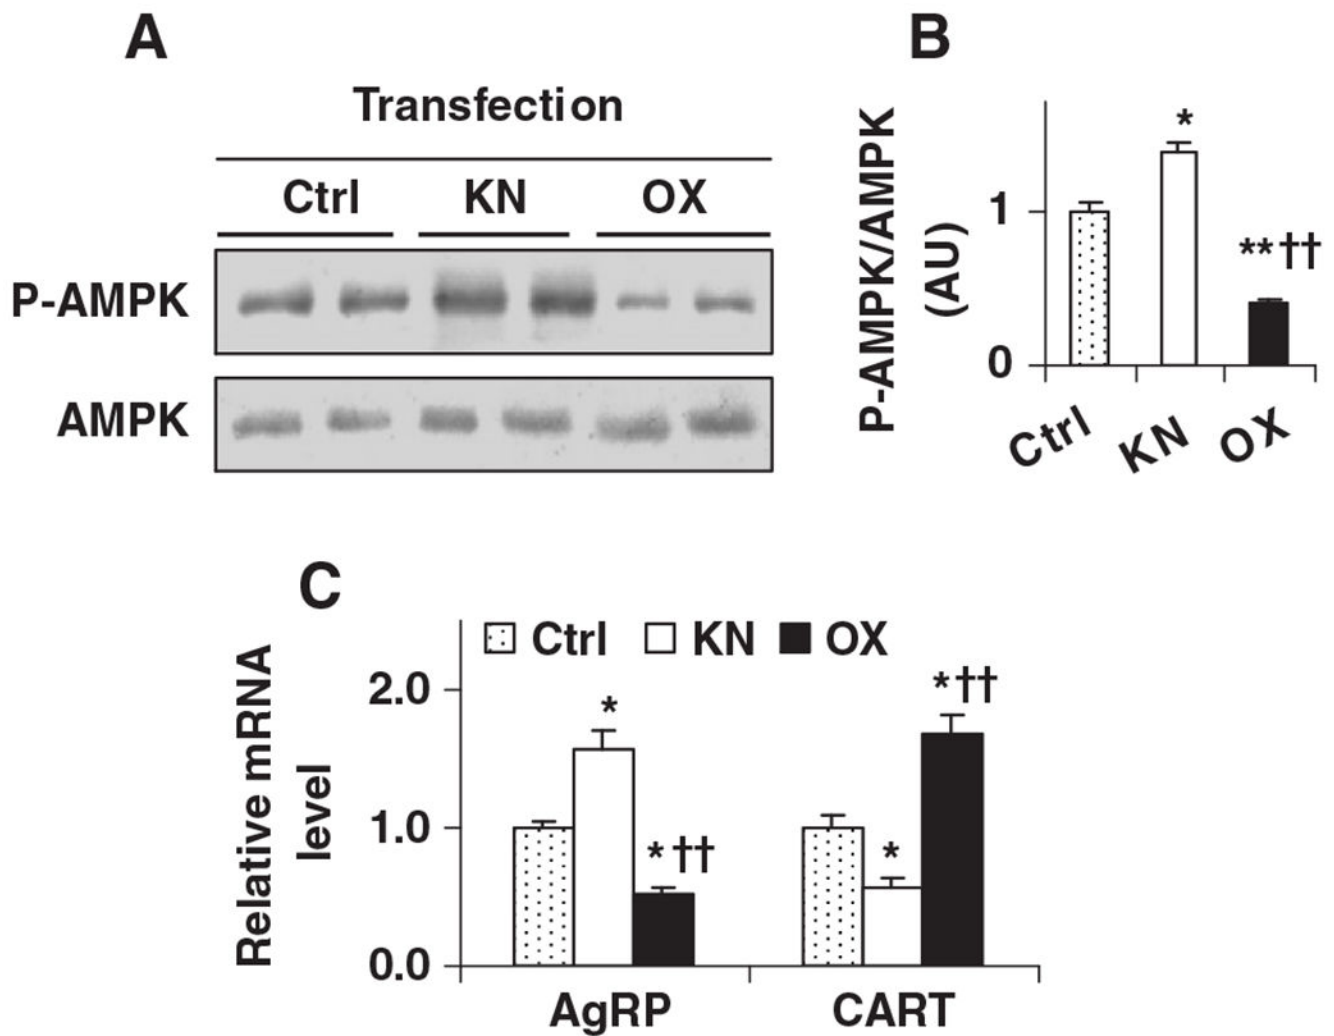 A
Transfection
Ctrl KN OX
P-AMPK
AMPK
B
P-AMPK/AMPK
(AU)
1
0
*
**††
Ctrl KN OX
C
Ctrl KN OX
Relative mRNA
level
2.0
1.0
0.0
*
*††
*
*††
AgRP CART